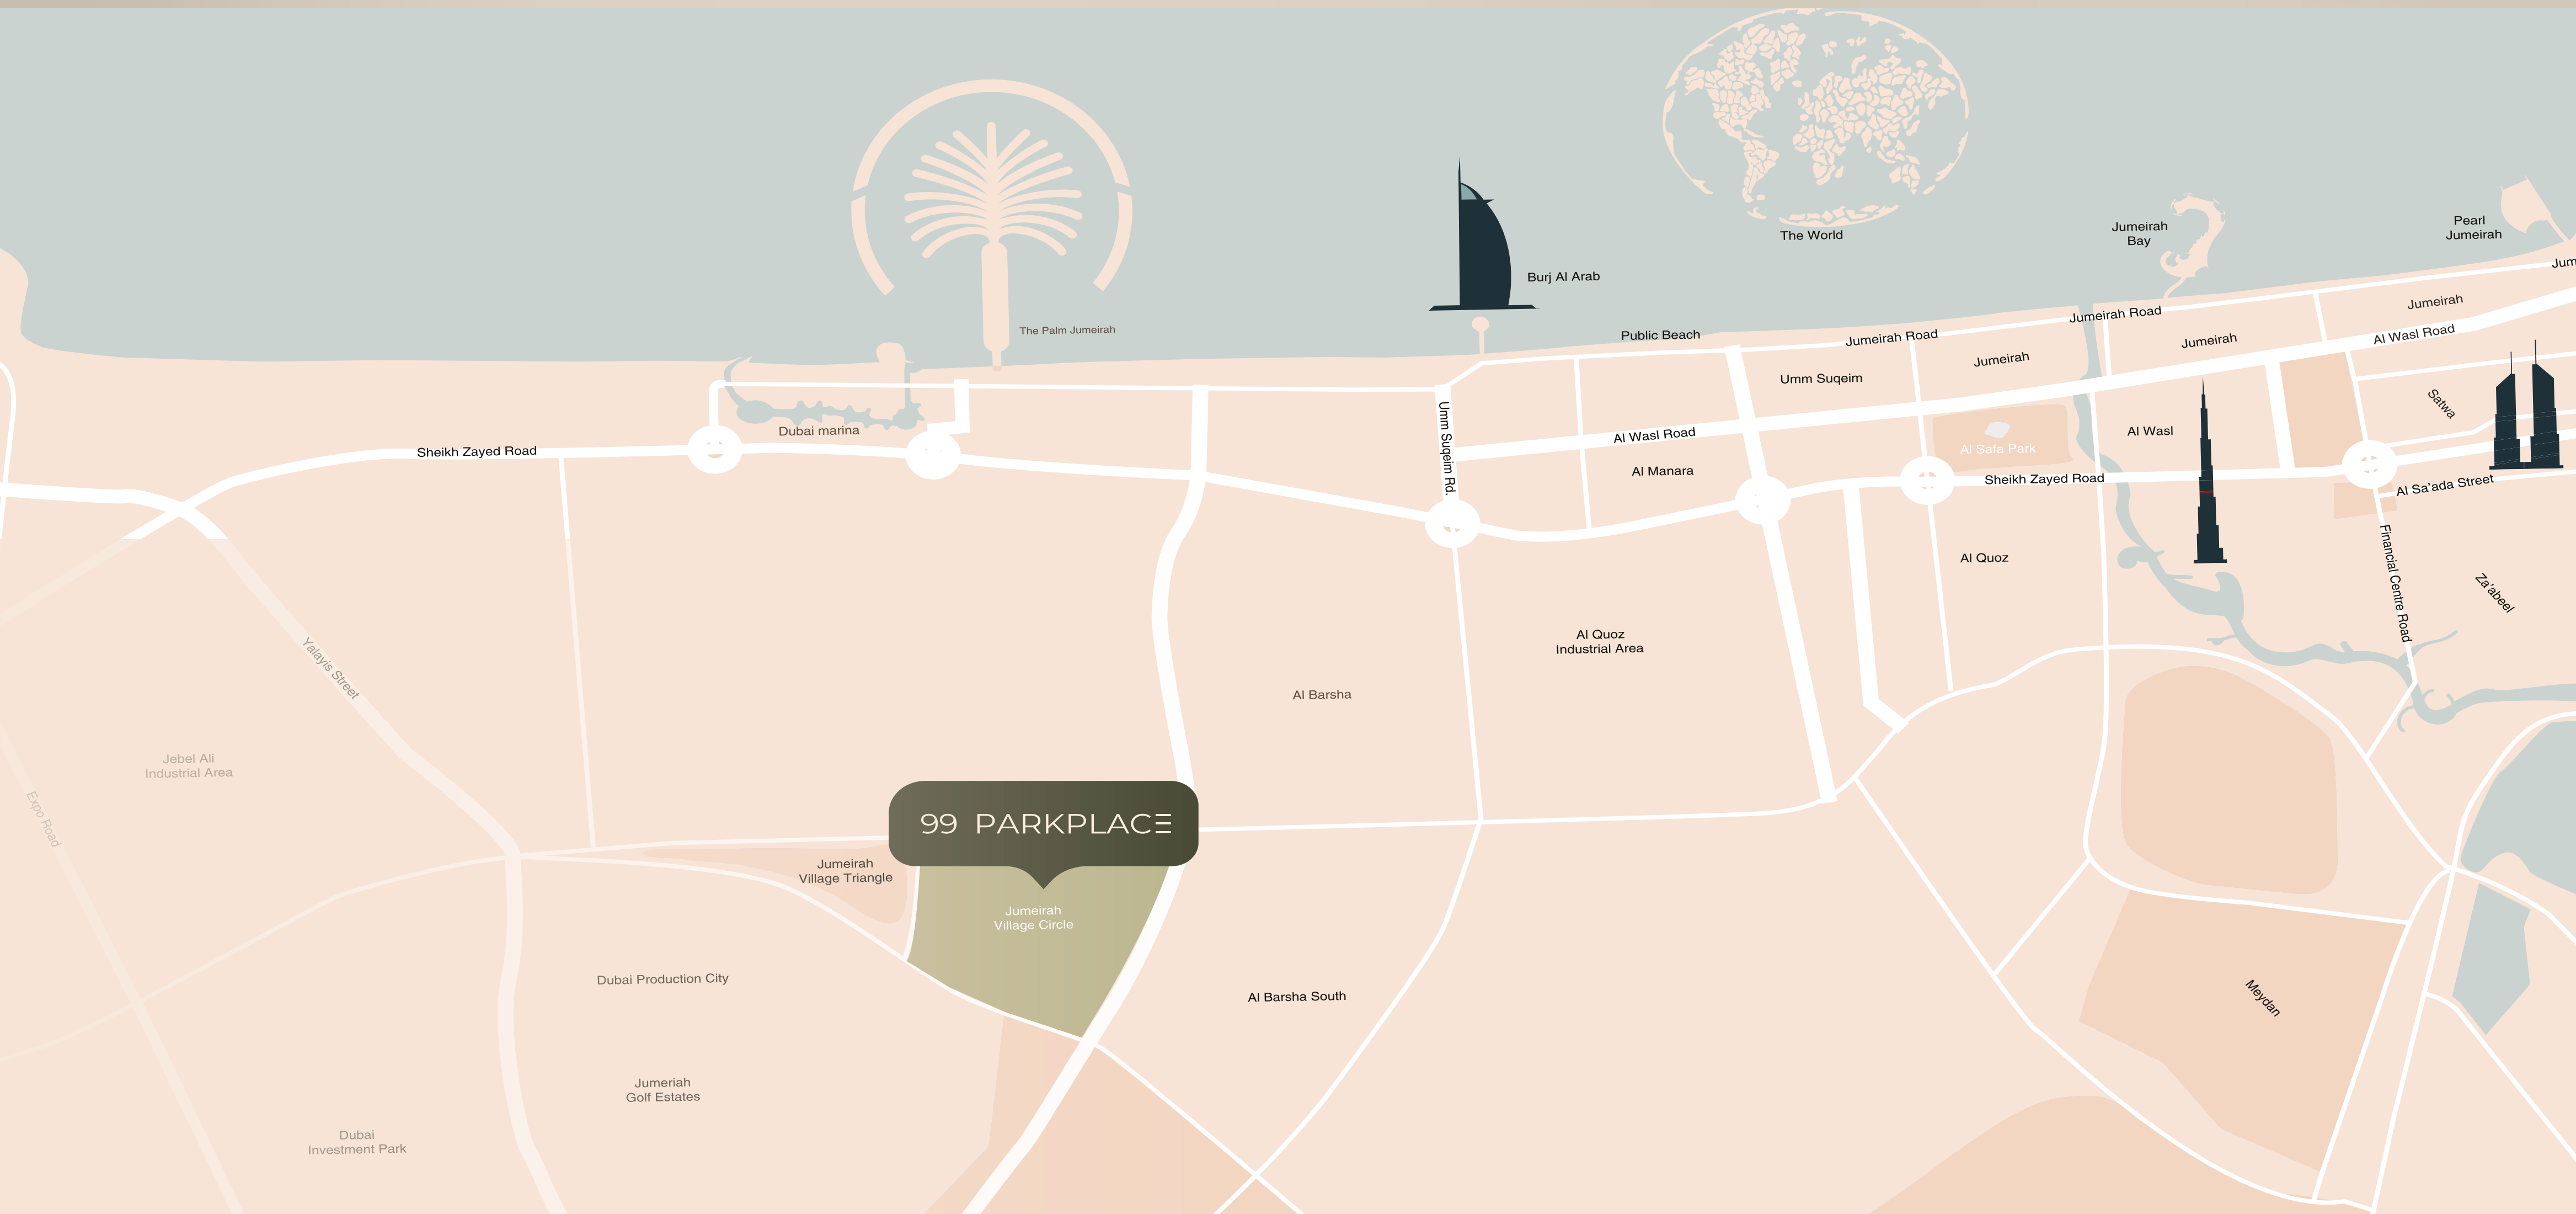 The World
Jumeirah
Bay
Pearl
Jumeirah
Burj Al Arab
The Palm Jumeirah
Public Beach
Jumeirah Road
Jumeirah Road
Jumeirah
Jumeirah
Jumeirah
Al Wasl Road
Umm Suqeim
Satwa
Dubai marina
Sheikh Zayed Road
Umm Suqeim Rd.
Al Wasl Road
Al Manara
Al Safa Park
Al Wasl
Sheikh Zayed Road
Al Sa'ada Street
Financial Centre Road
Za'abeel
Al Quoz
Al Quoz
Industrial Area
Yalayis Street
Al Barsha
Jebel Ali
Industrial Area
Expo Road
99 PARKPLACE
Jumeirah
Village Triangle
Jumeirah
Village Circle
Dubai Production City
Al Barsha South
Meydan
Jumeriah
Golf Estates
Dubai
Investment Park